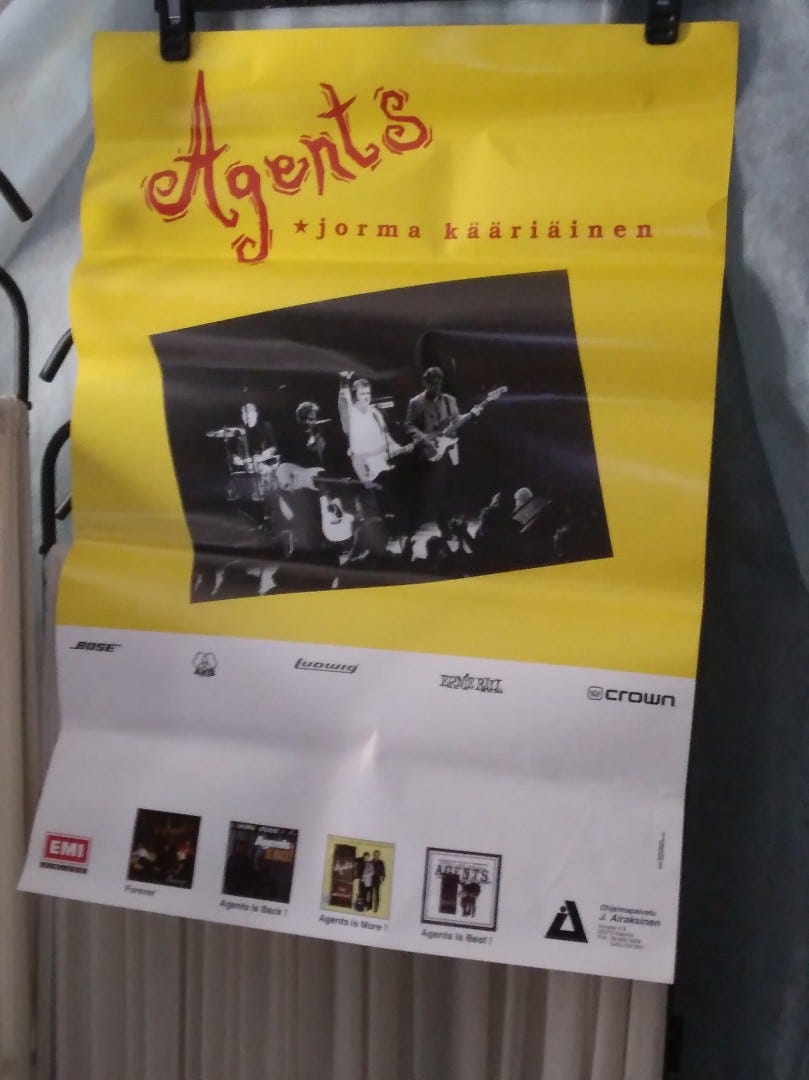 Agents
★jorma kääriäinen
BOSE
AKG
Ludwig
ERNIE BALL
crown
EMI
Forever
Agents is Back !
Agents is More !
AGENTS
Agents is Best !
Ohjelmapalvelu
J. Airaksinen